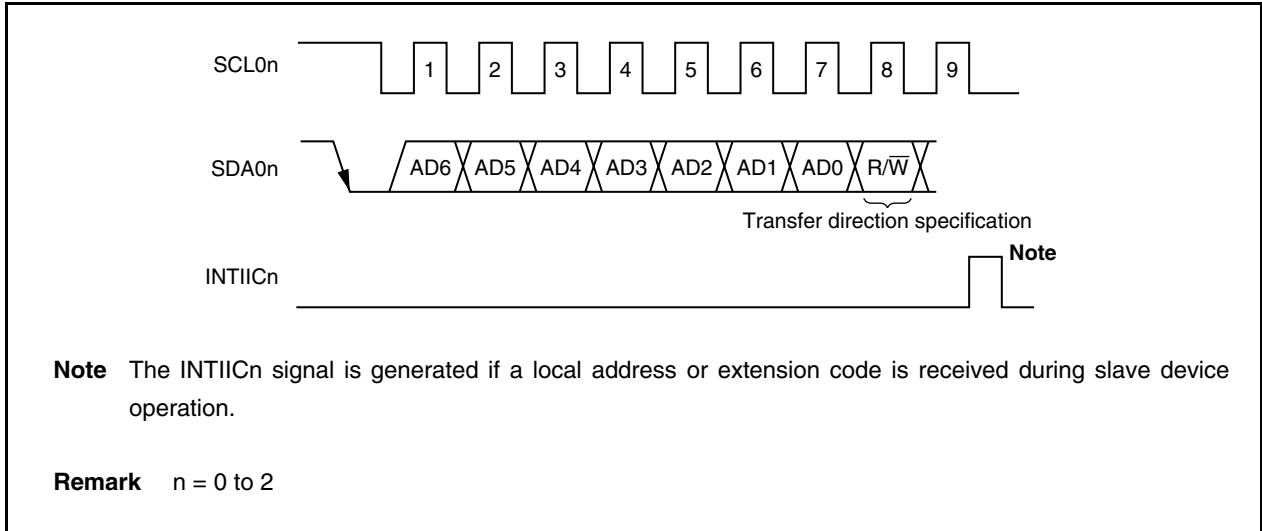 SCL0n 1 2 3 4 5 6 7 8 9
SDA0n AD6 AD5 AD4 AD3 AD2 AD1 AD0 R/W̅
Transfer direction specification
Note
INTIICn
Note The INTIICn signal is generated if a local address or extension code is received during slave device
operation.
Remark n = 0 to 2